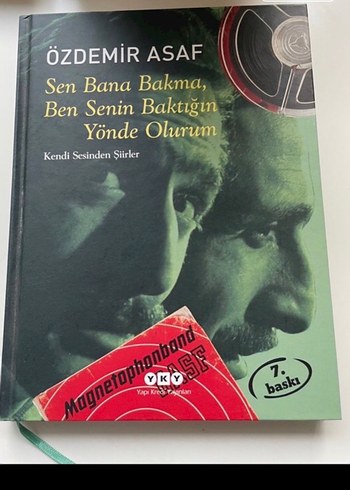 ÖZDEMİR ASAF
Sen Bana Bakma,
Ben Senin Baktığın
Yönde Olurum
Kendi Sesinden Şiirler
7.
baskı
Magnetophonband
BASF
YKY
Yapı Kredi Yayınları